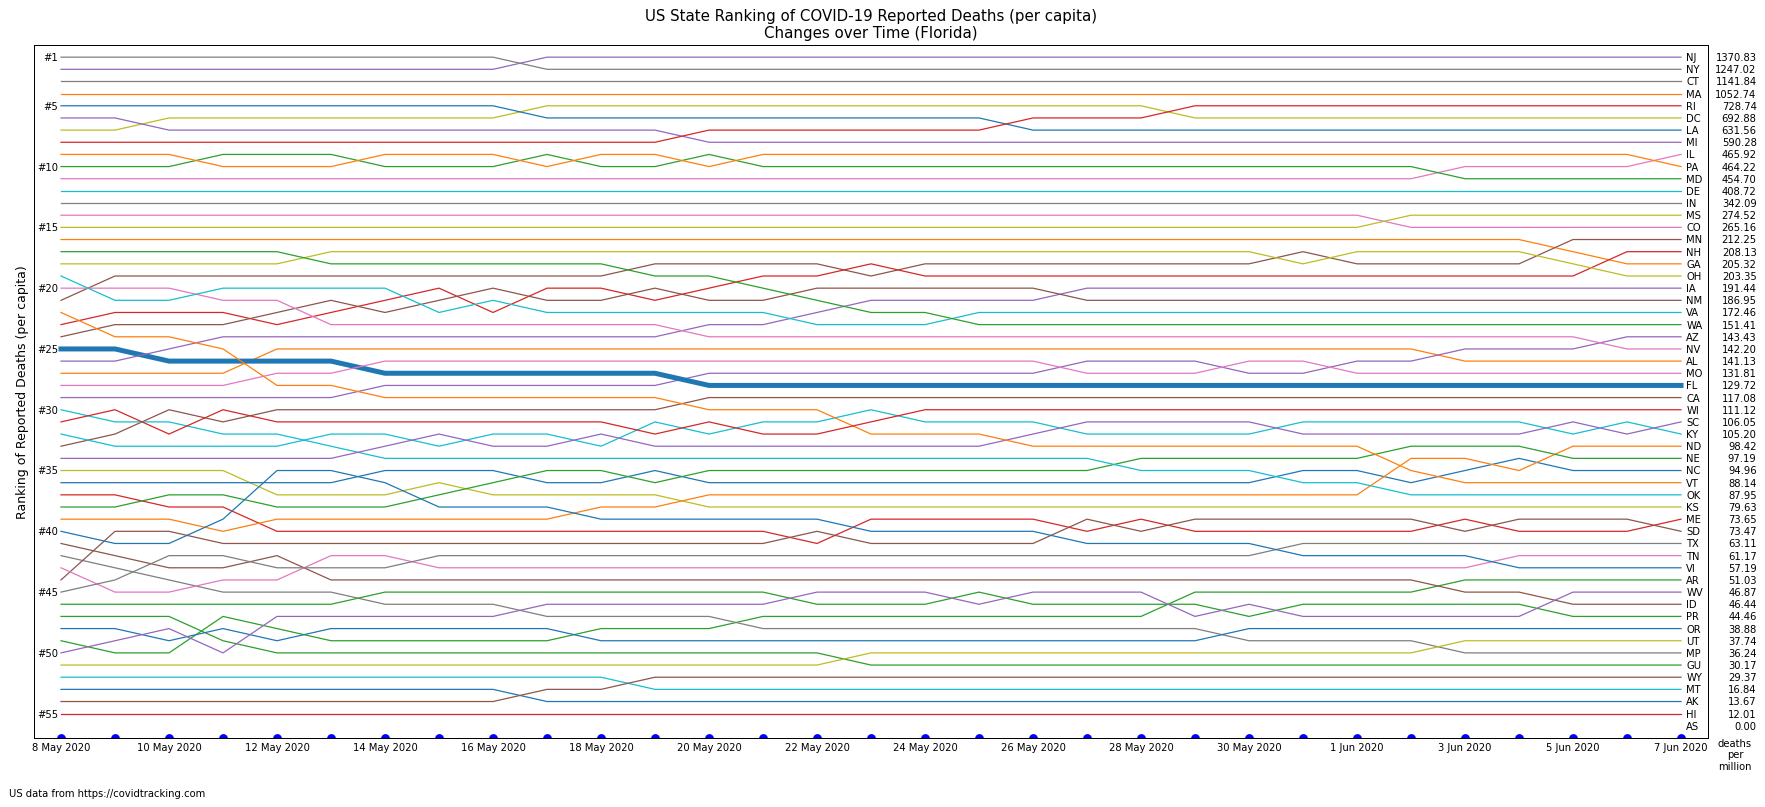 US State Ranking of COVID-19 Reported Deaths (per capita)
Changes over Time (Florida)
Ranking of Reported Deaths (per capita)
#1
#5
#10
#15
#20
#25
#30
#35
#40
#45
#50
#55
NJ 1370.83
NY 1247.02
CT 1141.84
MA 1052.74
RI 728.74
DC 692.88
LA 631.56
MI 590.28
IL 465.92
PA 464.22
MD 454.70
DE 408.72
IN 342.09
MS 274.52
CO 265.16
MN 212.25
NH 208.13
GA 205.32
OH 203.35
IA 191.44
NM 186.95
VA 172.46
WA 151.41
AZ 143.43
NV 142.20
AL 141.13
MO 131.81
FL 129.72
CA 117.08
WI 111.12
SC 106.05
KY 105.20
ND 98.42
NE 97.19
NC 94.96
VT 88.14
OK 87.95
KS 79.63
ME 73.65
SD 73.47
TX 63.11
TN 61.17
VI 57.19
AR 51.03
WV 46.87
ID 46.44
PR 44.46
OR 38.88
UT 37.74
MP 36.24
GU 30.17
WY 29.37
MT 16.84
AK 13.67
HI 12.01
AS 0.00
8 May 2020 10 May 2020 12 May 2020 14 May 2020 16 May 2020 18 May 2020 20 May 2020 22 May 2020 24 May 2020 26 May 2020 28 May 2020 30 May 2020 1 Jun 2020 3 Jun 2020 5 Jun 2020 7 Jun 2020
deaths
per
million
US data from https://covidtracking.com